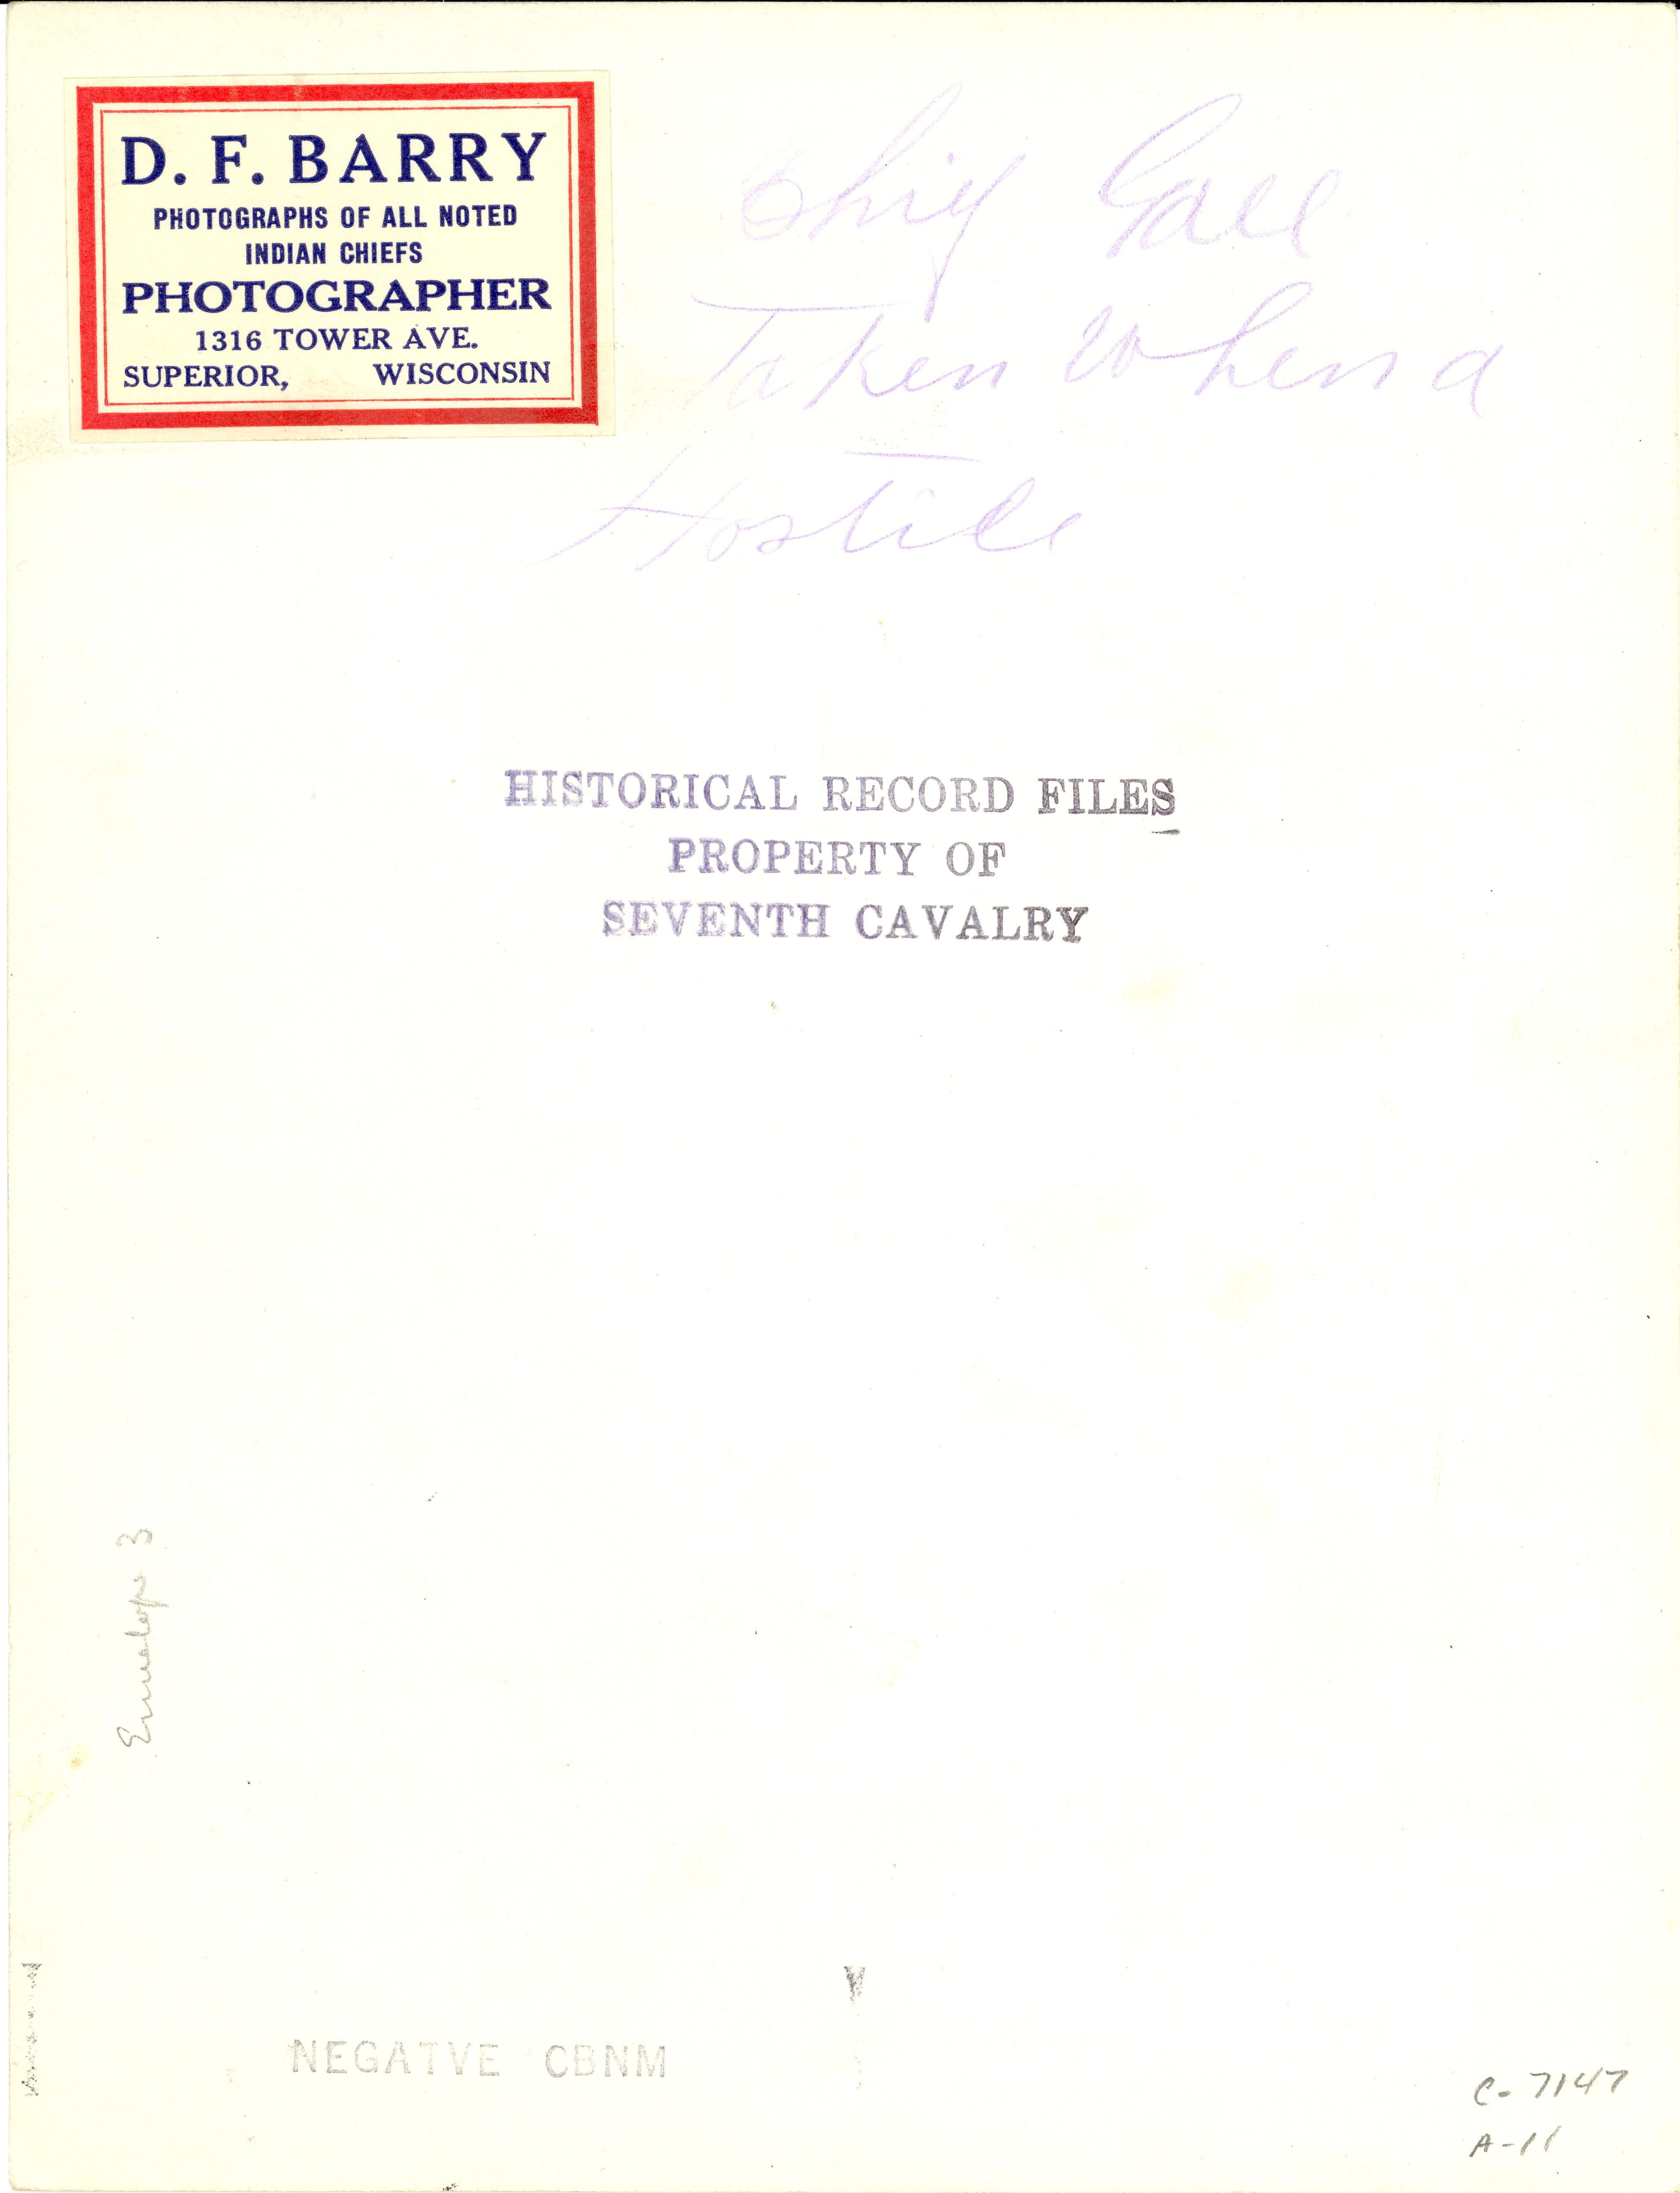 D. F. BARRY
PHOTOGRAPHS OF ALL NOTED
INDIAN CHIEFS
PHOTOGRAPHER
1316 TOWER AVE.
SUPERIOR, WISCONSIN
Chief Gall
Taken When a
Hostile
HISTORICAL RECORD FILES
PROPERTY OF
SEVENTH CAVALRY
Envelope 3
NEGATVE CBNM
C-7147
A-11